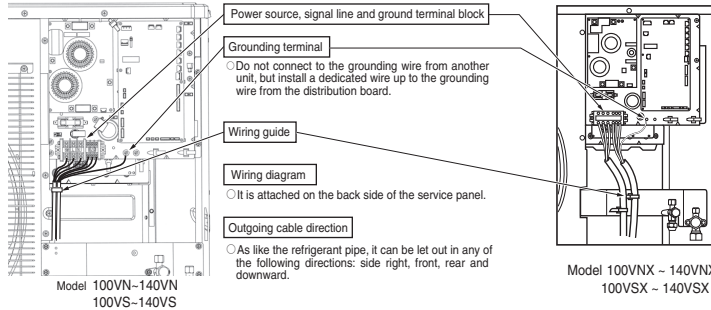 Power source, signal line and ground terminal block
Grounding terminal
○Do not connect to the grounding wire from another
unit, but install a dedicated wire up to the grounding
wire from the distribution board.
Wiring guide
Wiring diagram
○It is attached on the back side of the service panel.
Outgoing cable direction
○As like the refrigerant pipe, it can be let out in any of
the following directions: side right, front, rear and
downward.
Model 100VN~140VN
100VS~140VS
Model 100VNX ~ 140VNX
100VSX ~ 140VSX